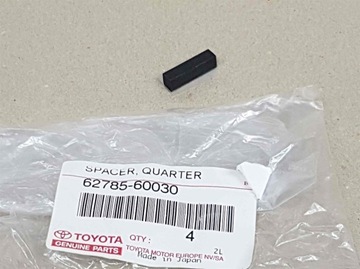 SPACER, QUARTER
62785-60030
TOYOTA QTY : 4 2L
GENUINE PARTS TOYOTA MOTOR EUROPE NV/SA
Made in Japan